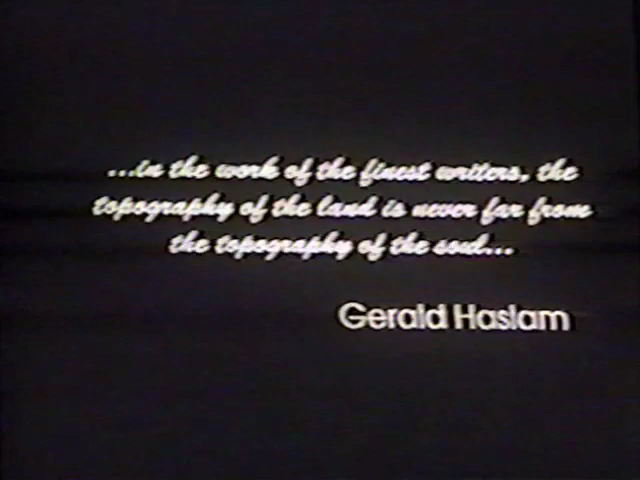 ...in the work of the finest writers, the
topography of the land is never far from
the topography of the soul...
Gerald Haslam